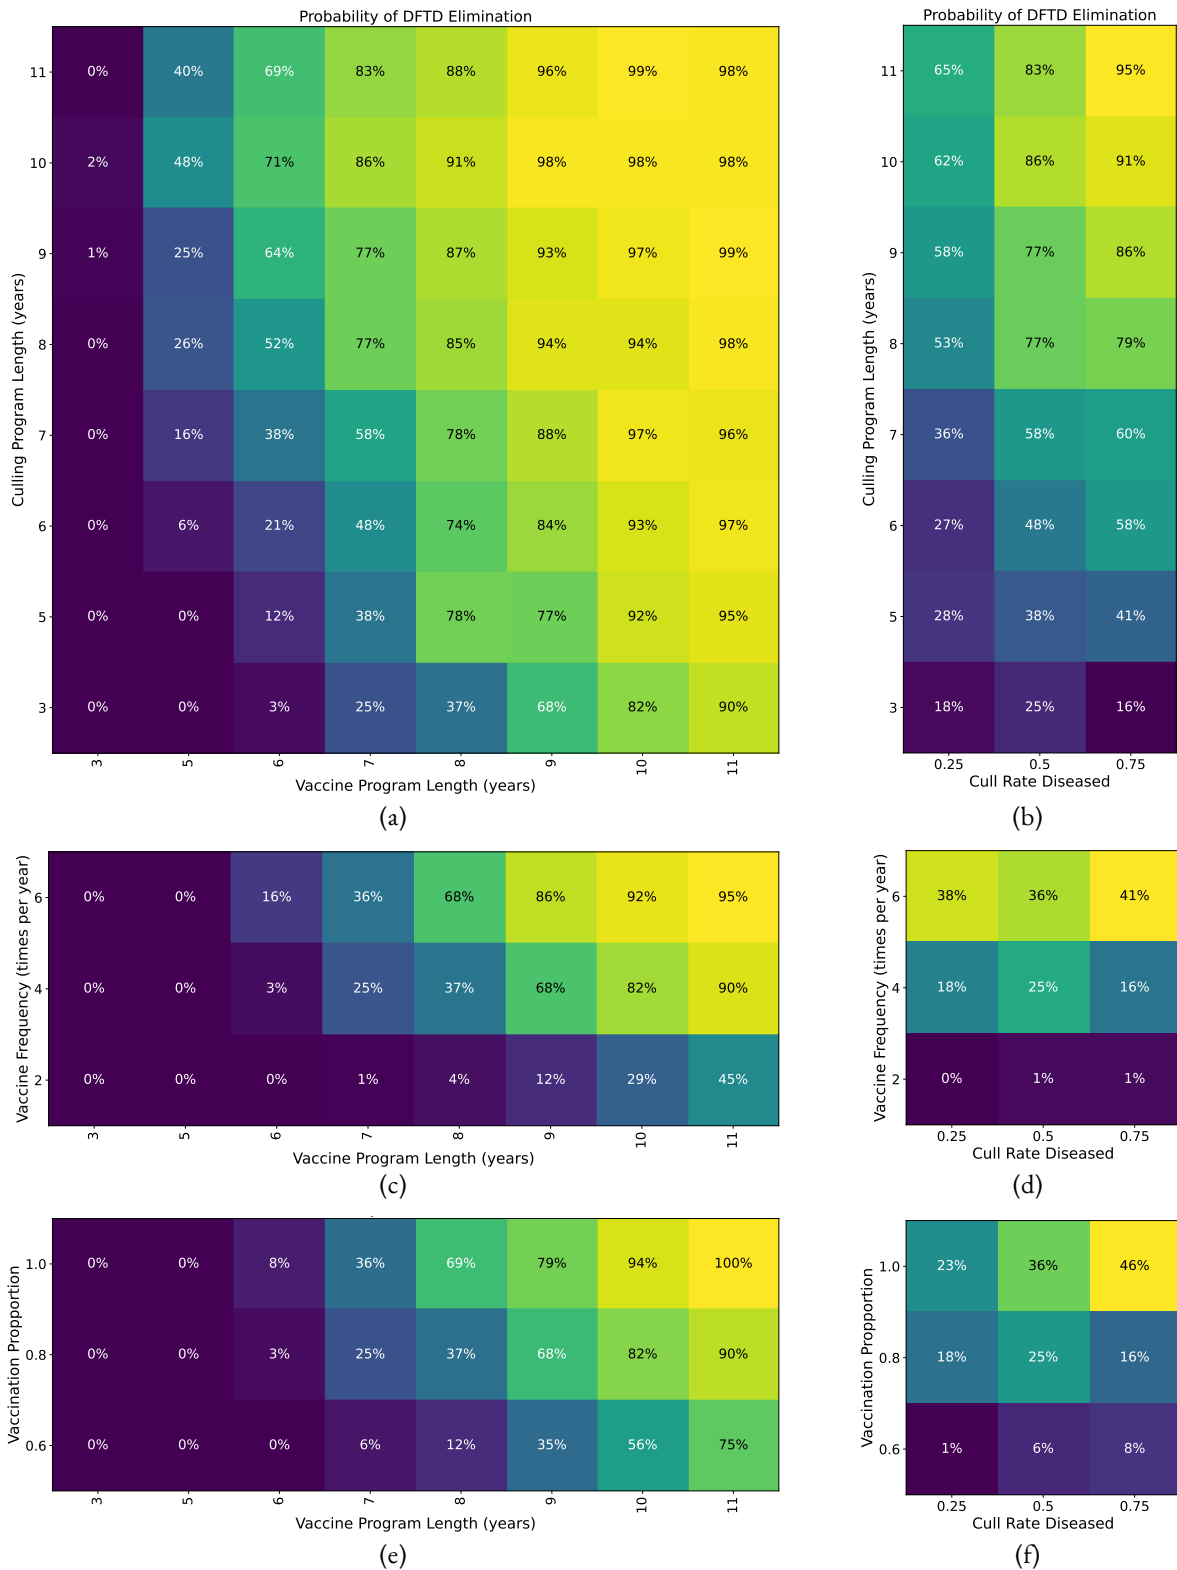 Probability of DFTD Elimination
Culling Program Length (years)
11 0% 40% 69% 83% 88% 96% 99% 98%
10 2% 48% 71% 86% 91% 98% 98% 98%
9 1% 25% 64% 77% 87% 93% 97% 99%
8 0% 26% 52% 77% 85% 94% 94% 98%
7 0% 16% 38% 58% 78% 88% 97% 96%
6 0% 6% 21% 48% 74% 84% 93% 97%
5 0% 0% 12% 38% 78% 77% 92% 95%
3 0% 0% 3% 25% 37% 68% 82% 90%
3 5 6 7 8 9 10 11
Vaccine Program Length (years)
(a)
Probability of DFTD Elimination
Culling Program Length (years)
11 65% 83% 95%
10 62% 86% 91%
9 58% 77% 86%
8 53% 77% 79%
7 36% 58% 60%
6 27% 48% 58%
5 28% 38% 41%
3 18% 25% 16%
0.25 0.5 0.75
Cull Rate Diseased
(b)
Vaccine Frequency (times per year)
6 0% 0% 16% 36% 68% 86% 92% 95%
4 0% 0% 3% 25% 37% 68% 82% 90%
2 0% 0% 0% 1% 4% 12% 29% 45%
3 5 6 7 8 9 10 11
Vaccine Program Length (years)
(c)
Vaccine Frequency (times per year)
6 38% 36% 41%
4 18% 25% 16%
2 0% 1% 1%
0.25 0.5 0.75
Cull Rate Diseased
(d)
Vaccination Propportion
1.0 0% 0% 8% 36% 69% 79% 94% 100%
0.8 0% 0% 3% 25% 37% 68% 82% 90%
0.6 0% 0% 0% 6% 12% 35% 56% 75%
3 5 6 7 8 9 10 11
Vaccine Program Length (years)
(e)
Vaccination Propportion
1.0 23% 36% 46%
0.8 18% 25% 16%
0.6 1% 6% 8%
0.25 0.5 0.75
Cull Rate Diseased
(f)